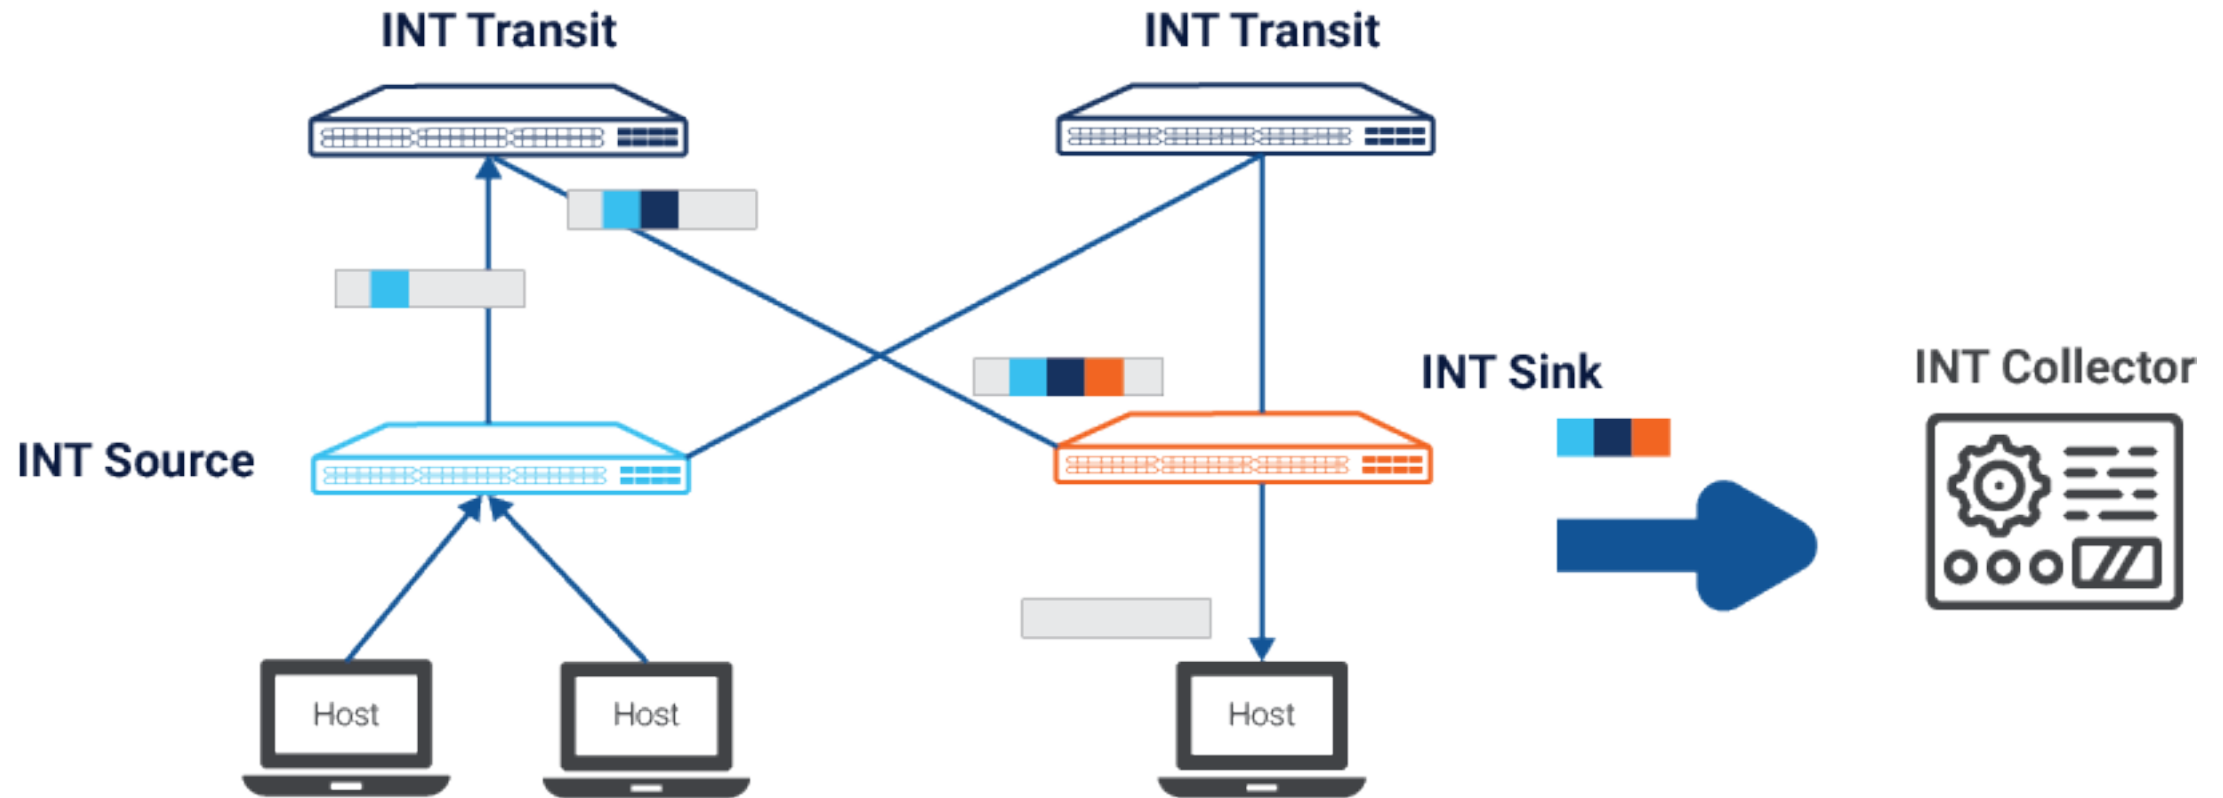 INT Transit
INT Transit
INT Sink
INT Collector
INT Source
Host
Host
Host